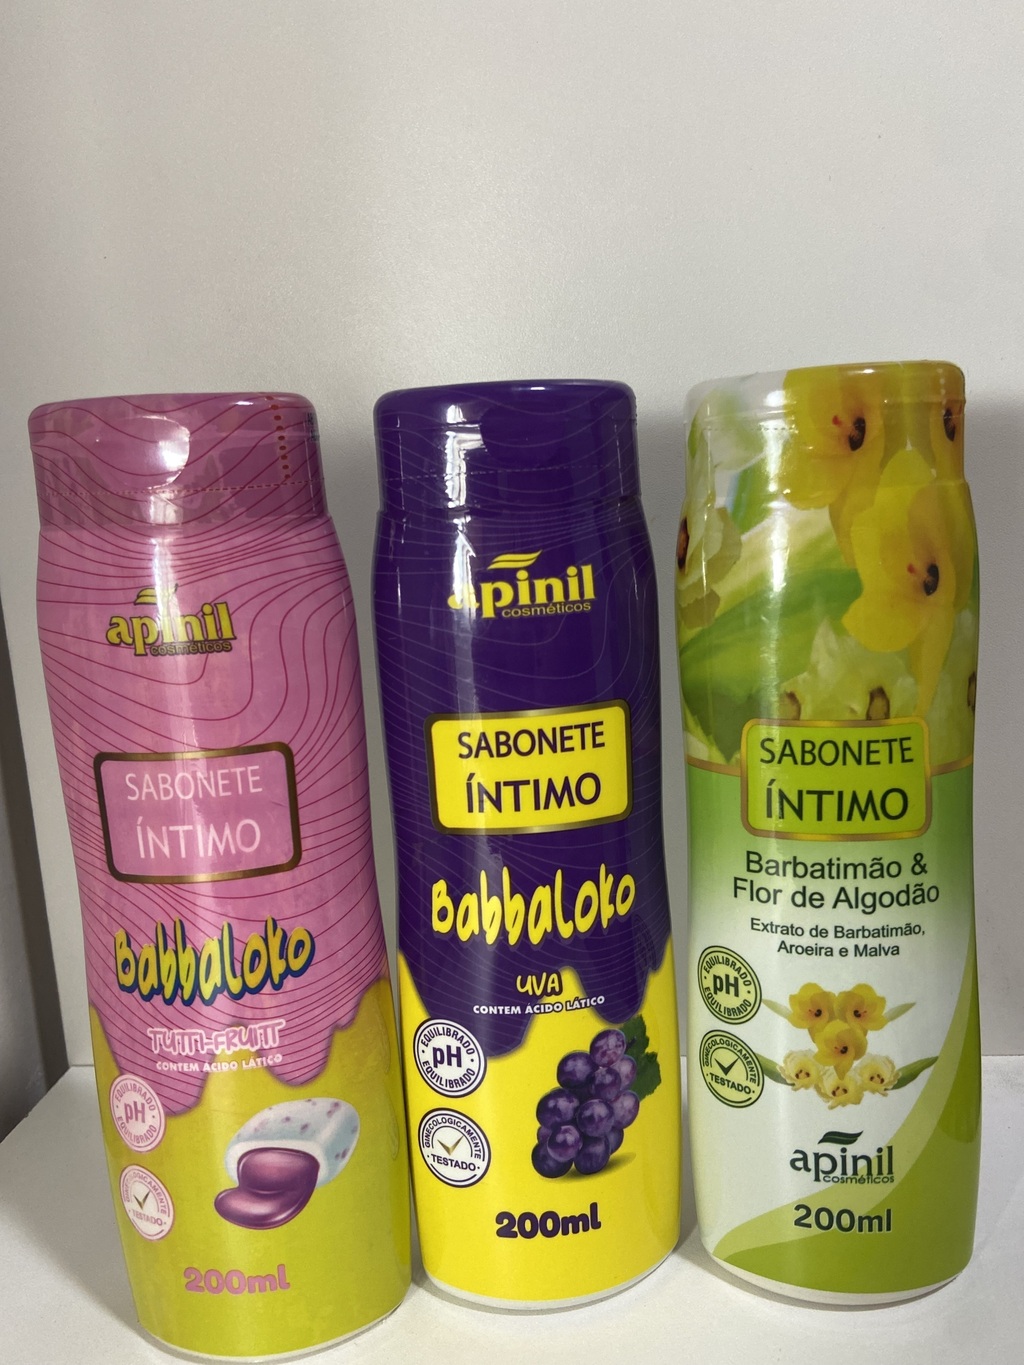 apinil
cosméticos
SABONETE
ÍNTIMO
Babbaloko
TUTTI-FRUTTI
CONTEM ÁCIDO LÁTICO
EQUILIBRADO
pH
EQUILIBRADO
GINECOLOGICAMENTE
TESTADO
200ml
apinil
cosméticos
SABONETE
ÍNTIMO
Babbaloko
UVA
CONTEM ÁCIDO LÁTICO
EQUILIBRADO
pH
EQUILIBRADO
GINECOLOGICAMENTE
TESTADO
200ml
SABONETE
ÍNTIMO
Barbatimão &
Flor de Algodão
Extrato de Barbatimão,
Aroeira e Malva
EQUILIBRADO
pH
EQUILIBRADO
GINECOLOGICAMENTE
TESTADO
apinil
cosméticos
200ml